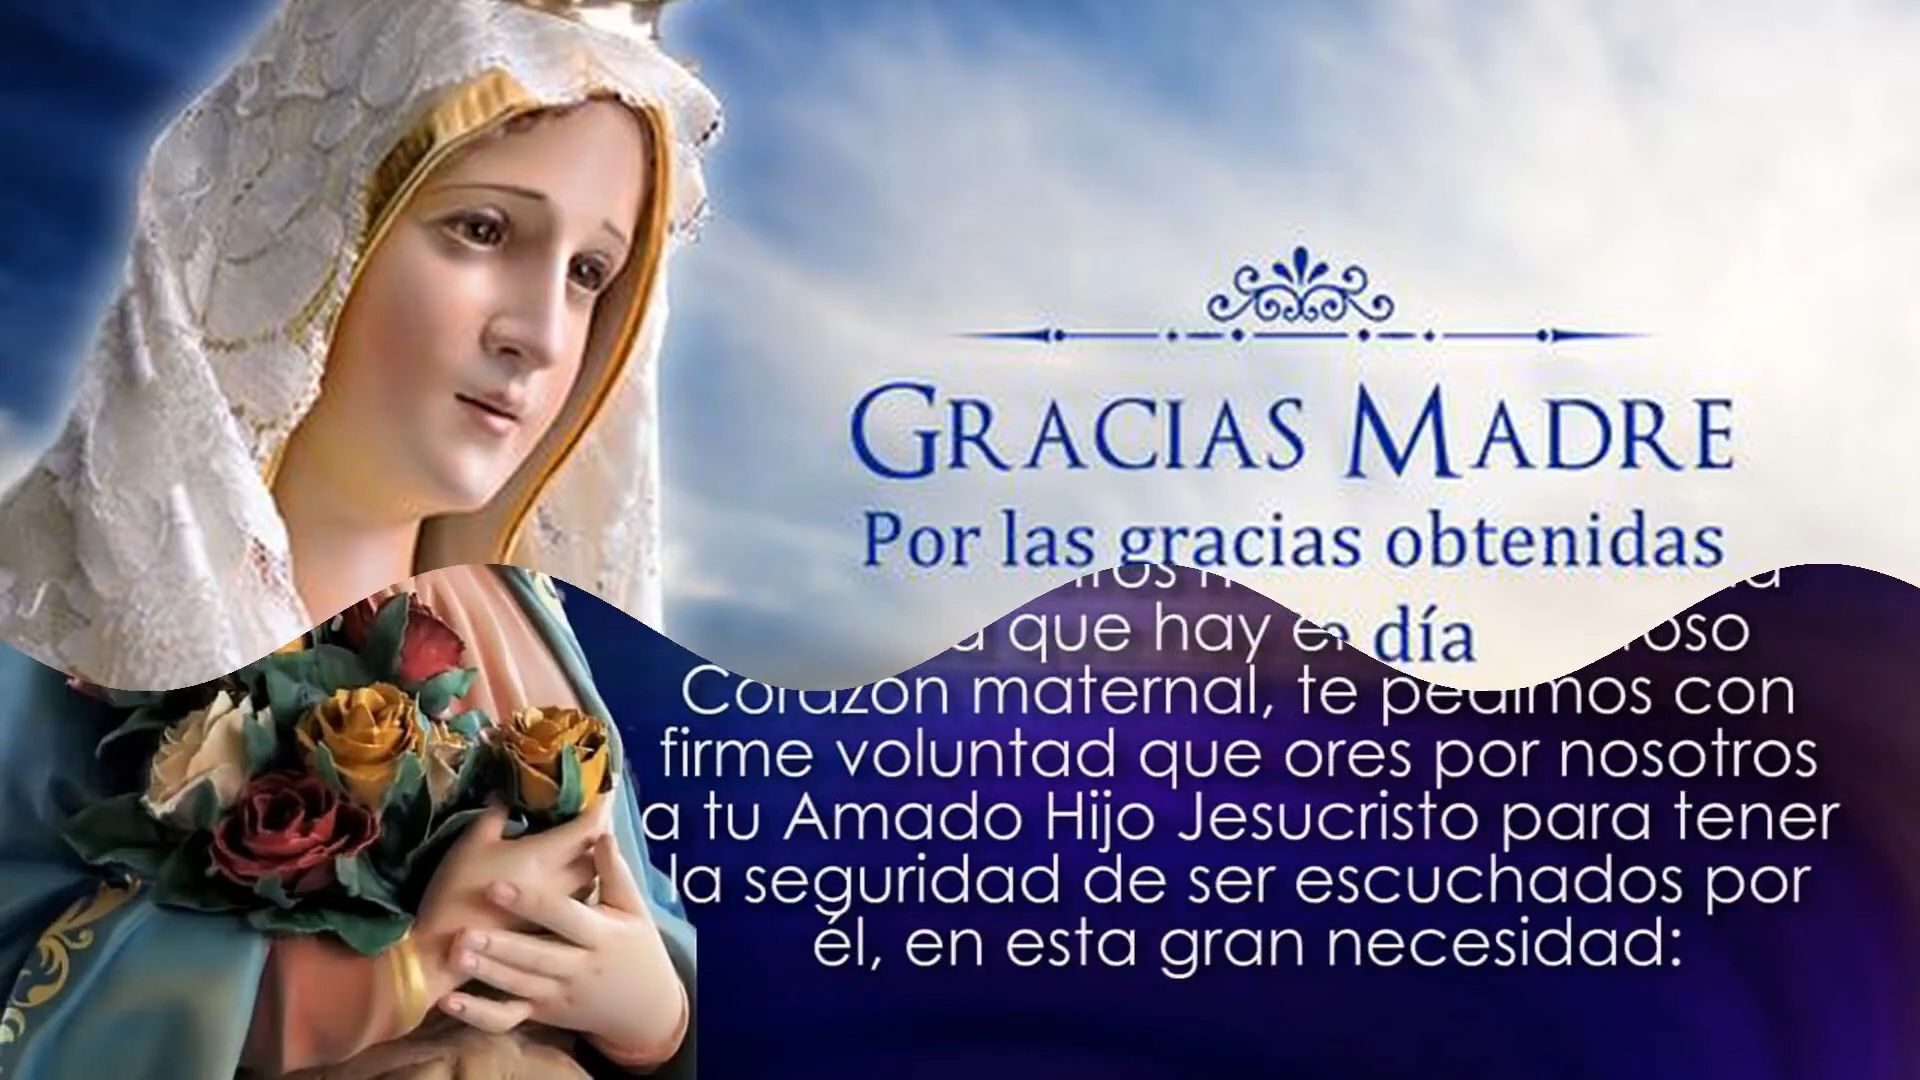 GRACIAS MADRE
Por las gracias obtenidas
día
que hay
oso
Corazón maternal, te pedimos con
firme voluntad que ores por nosotros
a tu Amado Hijo Jesucristo para tener
la seguridad de ser escuchados por
él, en esta gran necesidad: